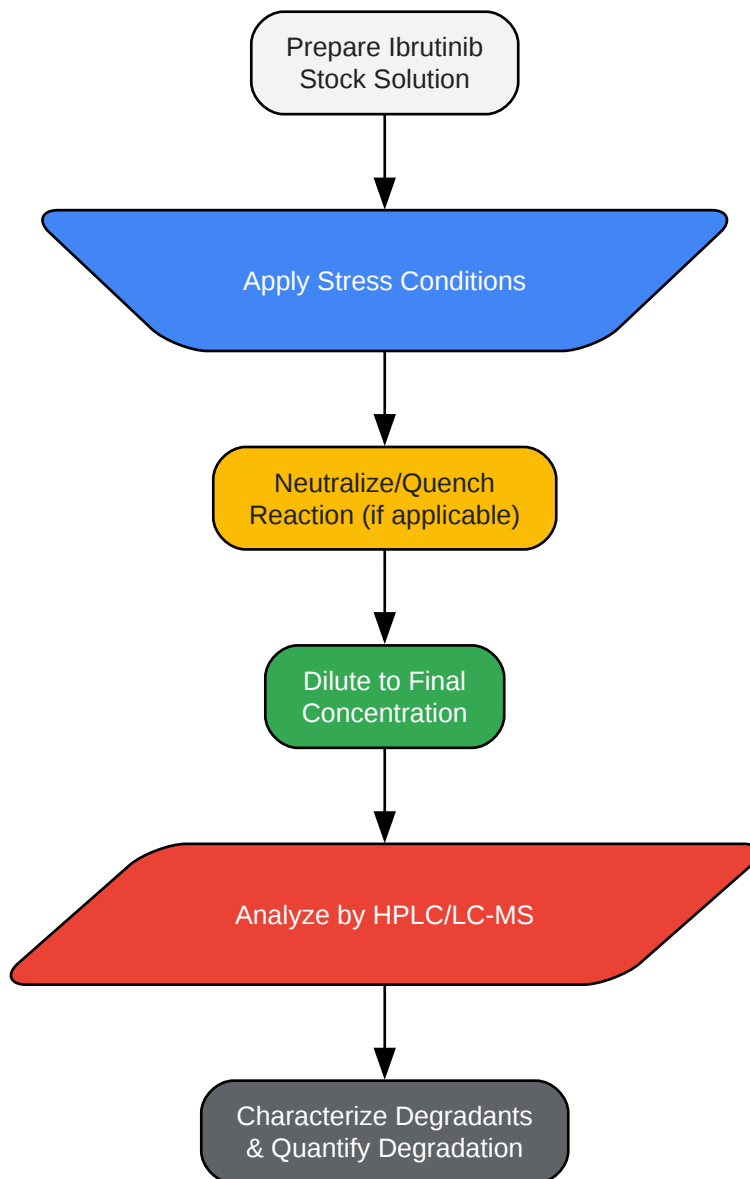 Prepare Ibrutinib
Stock Solution
Apply Stress Conditions
Neutralize/Quench
Reaction (if applicable)
Dilute to Final
Concentration
Analyze by HPLC/LC-MS
Characterize Degradants
& Quantify Degradation